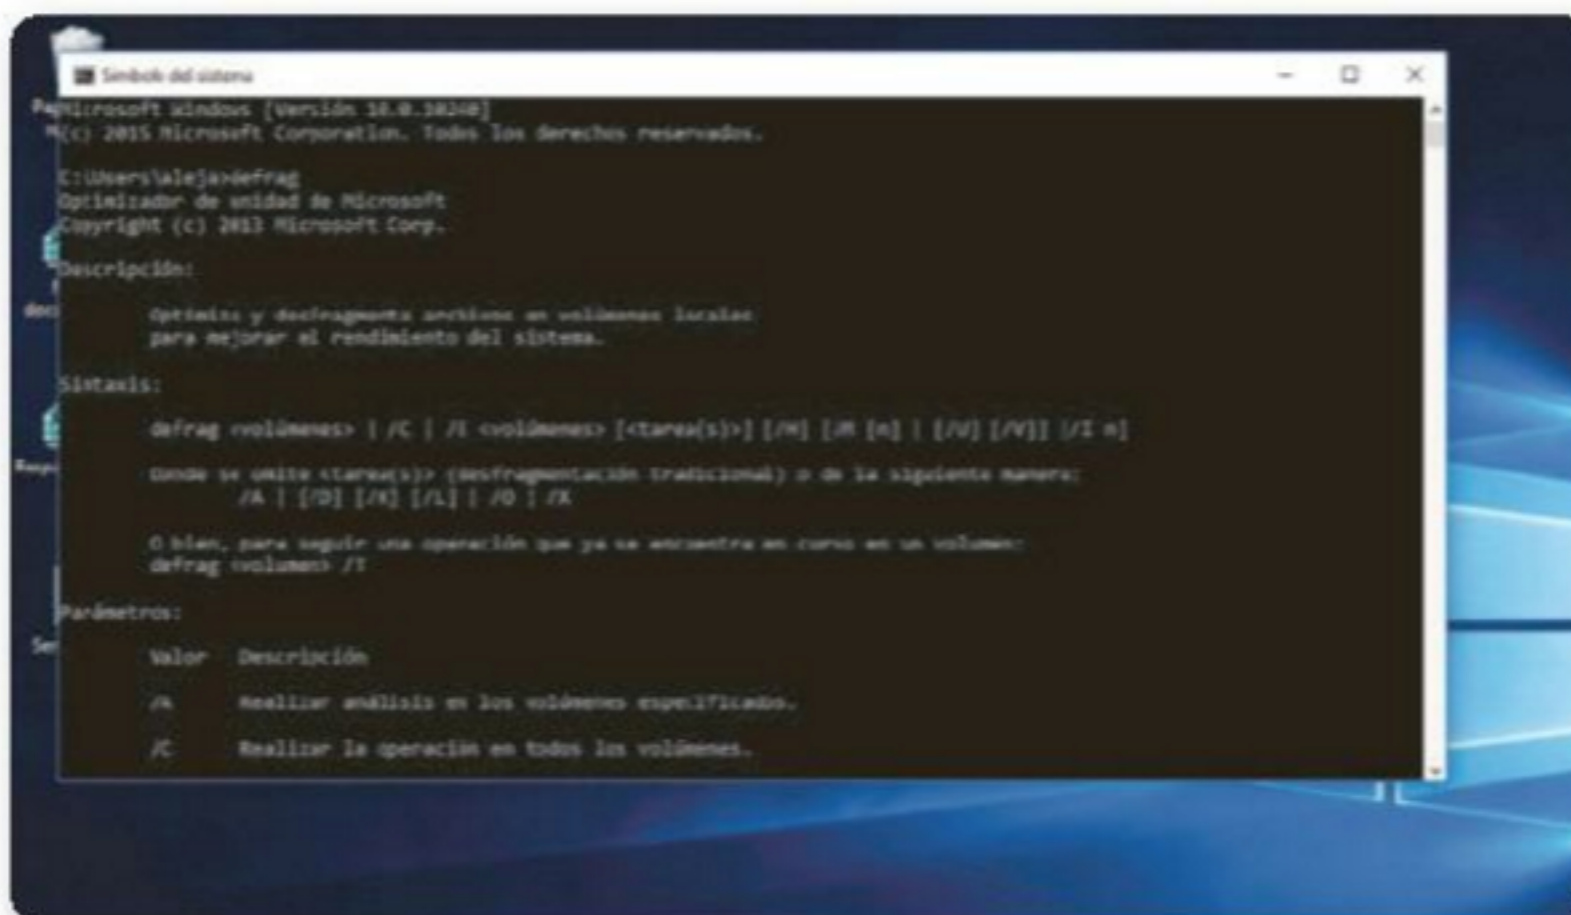 Símbolo del sistema
Microsoft Windows [Versión 10.0.10240]
(c) 2015 Microsoft Corporation. Todos los derechos reservados.
C:\Users\aleja>defrag
Optimizador de unidad de Microsoft
Copyright (c) 2013 Microsoft Corp.
Descripción:
Optimiza y desfragmenta archivos en volúmenes locales
para mejorar el rendimiento del sistema.
Sintaxis:
defrag <volúmenes> | /C | /E <volúmenes> [<tarea(s)>] [/H] [/M [n] | [/U] [/V]] [/I n]
Donde se omite <tarea(s)> (desfragmentación tradicional) o de la siguiente manera:
/A | [/D] [/K] [/L] | /O | /X
O bien, para seguir una operación que ya se encuentra en curso en un volumen:
defrag <volumen> /T
Parámetros:
Valor Descripción
/A Realizar análisis en los volúmenes especificados.
/C Realizar la operación en todos los volúmenes.